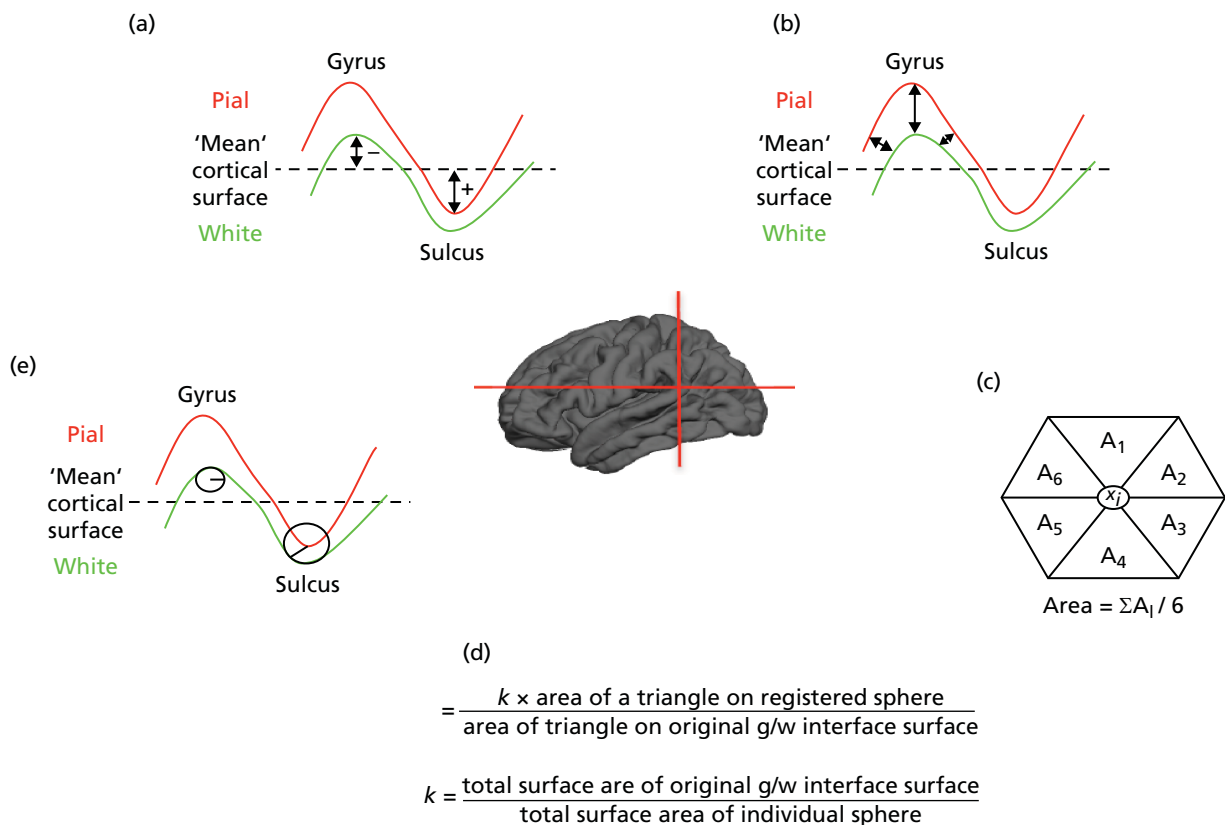 (a)
Gyrus
Pial
‘Mean‘
cortical
surface
White
−
+
Sulcus
(b)
Gyrus
Pial
‘Mean‘
cortical
surface
White
Sulcus
(e)
Gyrus
Pial
‘Mean‘
cortical
surface
White
Sulcus
(c)
A1
A6 A2
xi
A5 A3
A4
Area = ΣAI / 6
(d)
= k × area of a triangle on registered sphere
area of triangle on original g/w interface surface
k = total surface are of original g/w interface surface
total surface area of individual sphere